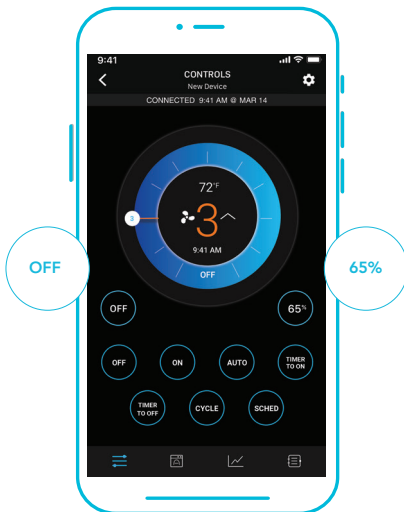 9:41
CONTROLS
New Device
CONNECTED 9:41 AM @ MAR 14
72°F
3
3
9:41 AM
OFF
OFF
65%
OFF
65%
OFF
ON
AUTO
TIMER
TO ON
TIMER
TO OFF
CYCLE
SCHED